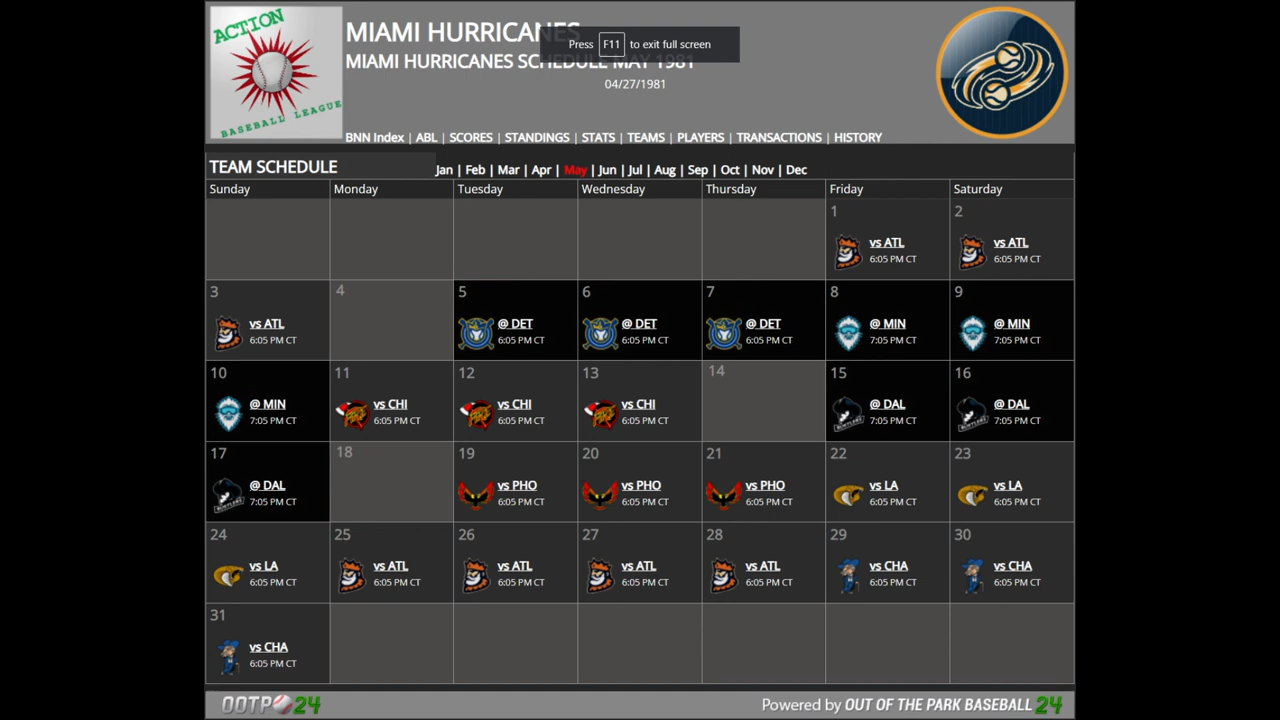 ACTION
BASEBALL LEAGUE
MIAMI HURRICANES
Press F11 to exit full screen
MIAMI HURRICANES SCHEDULE MAY 1981
04/27/1981
BNN Index | ABL | SCORES | STANDINGS | STATS | TEAMS | PLAYERS | TRANSACTIONS | HISTORY
TEAM SCHEDULE
Jan | Feb | Mar | Apr | May | Jun | Jul | Aug | Sep | Oct | Nov | Dec
Sunday Monday Tuesday Wednesday Thursday Friday Saturday
1 2
vs ATL vs ATL
6:05 PM CT 6:05 PM CT
3 4 5 6 7 8 9
vs ATL @ DET @ DET @ DET @ MIN @ MIN
6:05 PM CT 6:05 PM CT 6:05 PM CT 6:05 PM CT 7:05 PM CT 7:05 PM CT
10 11 12 13 14 15 16
@ MIN vs CHI vs CHI vs CHI @ DAL @ DAL
7:05 PM CT 6:05 PM CT 6:05 PM CT 6:05 PM CT 7:05 PM CT 7:05 PM CT
17 18 19 20 21 22 23
@ DAL vs PHO vs PHO vs PHO vs LA vs LA
7:05 PM CT 6:05 PM CT 6:05 PM CT 6:05 PM CT 6:05 PM CT 6:05 PM CT
24 25 26 27 28 29 30
vs LA vs ATL vs ATL vs ATL vs ATL vs CHA vs CHA
6:05 PM CT 6:05 PM CT 6:05 PM CT 6:05 PM CT 6:05 PM CT 6:05 PM CT 6:05 PM CT
31
vs CHA
6:05 PM CT
OOTP 24 Powered by OUT OF THE PARK BASEBALL 24